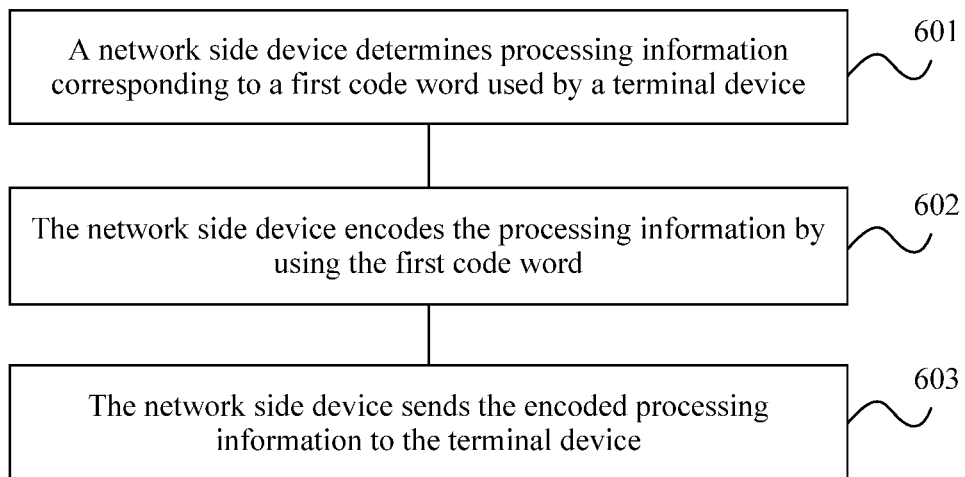 A network side device determines processing information
corresponding to a first code word used by a terminal device
601
The network side device encodes the processing information by
using the first code word
602
The network side device sends the encoded processing
information to the terminal device
603